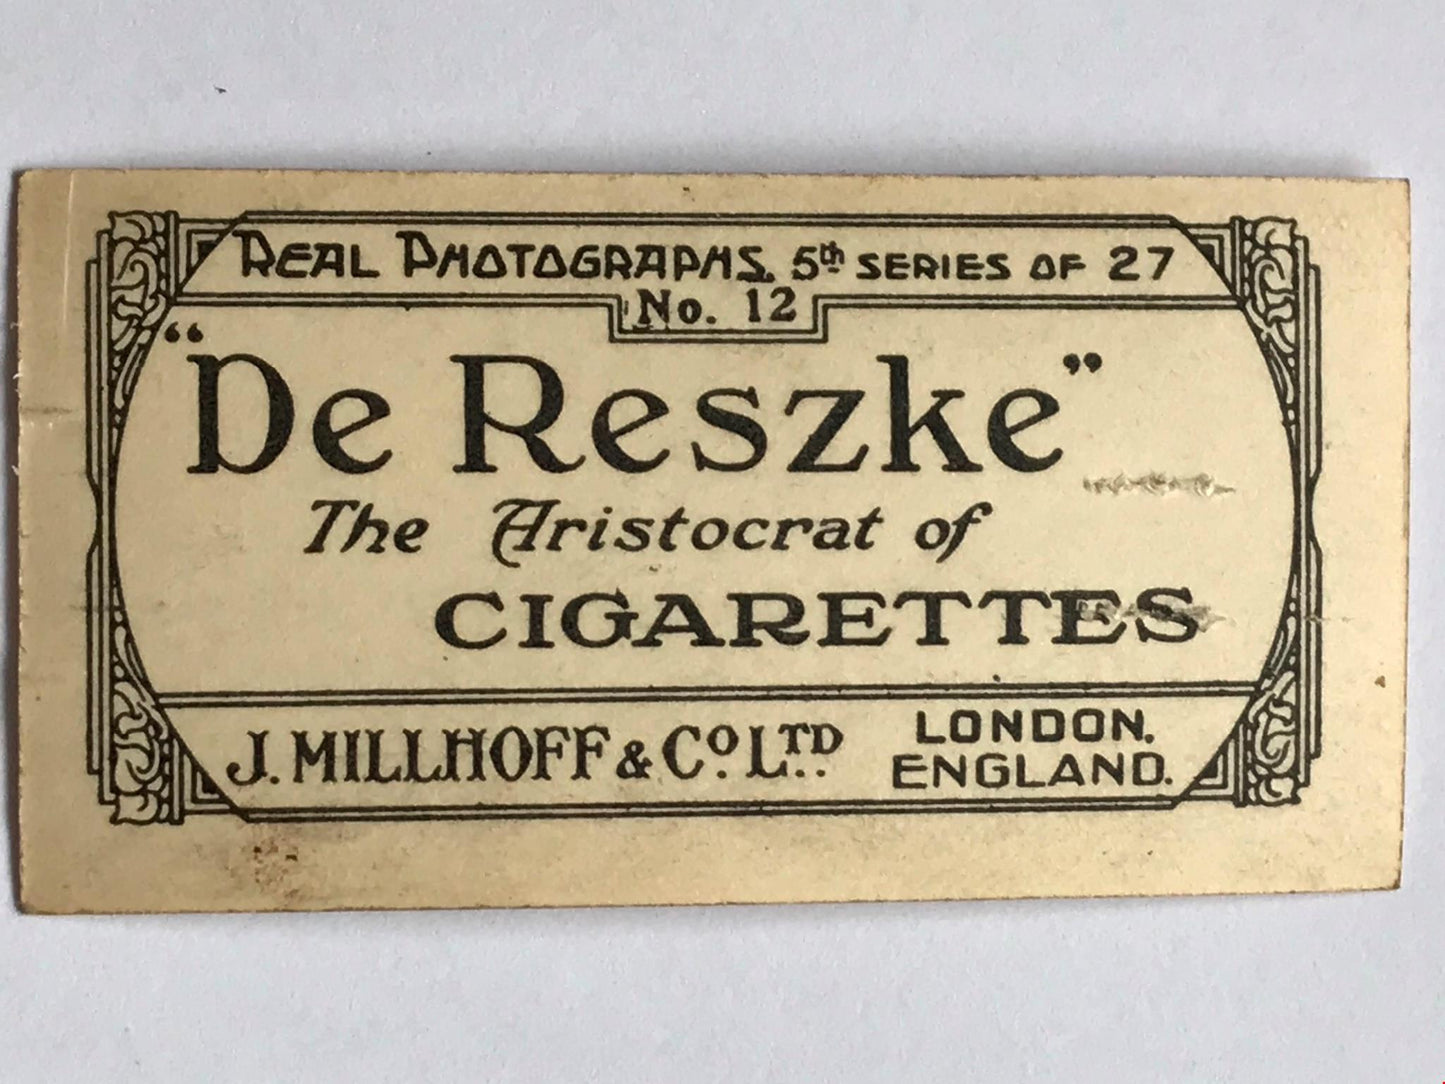 REAL PHOTOGRAPHS. 5th SERIES OF 27
No. 12
"De Reszke"
The Aristocrat of
CIGARETTES
J. MILLHOFF & Co. LTD.
LONDON.
ENGLAND.